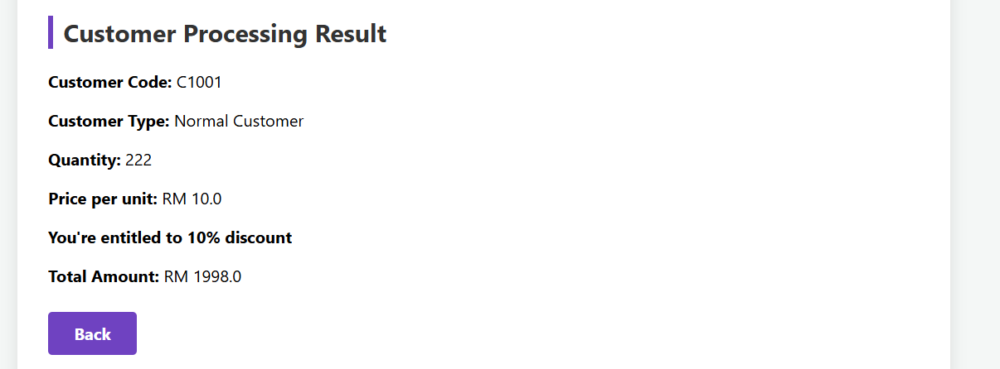 Customer Processing Result
Customer Code: C1001
Customer Type: Normal Customer
Quantity: 222
Price per unit: RM 10.0
You're entitled to 10% discount
Total Amount: RM 1998.0
Back